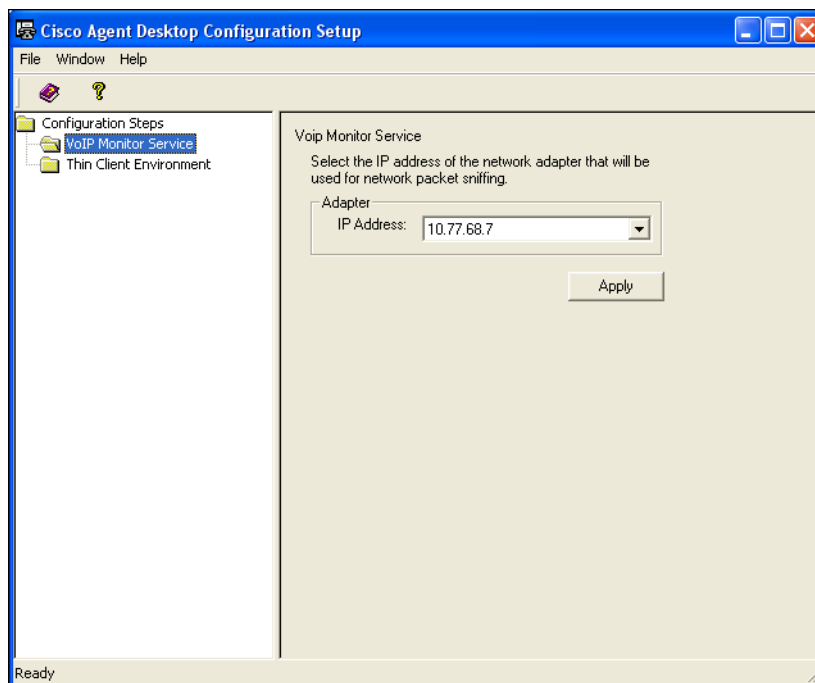 Cisco Agent Desktop Configuration Setup
File Window Help
Configuration Steps
VoIP Monitor Service
Thin Client Environment
Voip Monitor Service
Select the IP address of the network adapter that will be
used for network packet sniffing.
Adapter
IP Address: 10.77.68.7
Apply
Ready